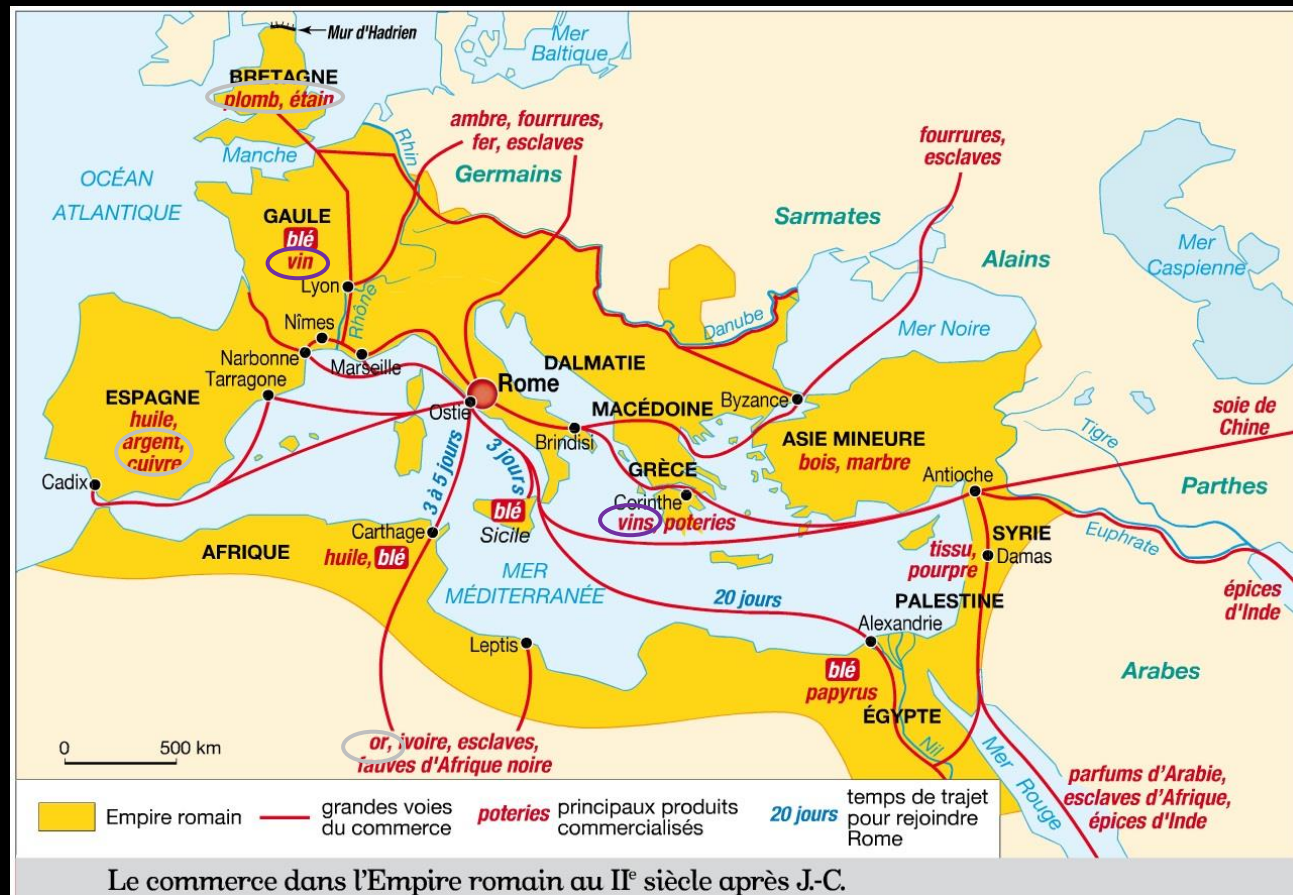 Mur d'Hadrien
Mer
Baltique
BRETAGNE
plomb, étain
ambre, fourrures,
fer, esclaves
fourrures,
esclaves
Rhin
Manche
Germains
OCÉAN
ATLANTIQUE
Sarmates
GAULE
blé
vin
Alains
Mer
Caspienne
Lyon
Rhône
Nîmes
Danube
Mer Noire
Narbonne
Marseille
DALMATIE
Tarragone
Rome
ESPAGNE
huile,
argent,
cuivre
Ostie
MACÉDOINE
Byzance
soie de
Chine
Brindisi
ASIE MINEURE
bois, marbre
Tigre
Cadix
3 à 5 jours
3 jours
GRÈCE
Antioche
Parthes
Corinthe
vins, poteries
blé
Sicile
Carthage
AFRIQUE
huile, blé
SYRIE
Euphrate
tissu,
pourpre
Damas
MER
MÉDITERRANÉE
20 jours
PALESTINE
épices
d'Inde
Alexandrie
Leptis
blé
papyrus
Arabes
ÉGYPTE
Nil
0 500 km
or, ivoire, esclaves,
fauves d'Afrique noire
Mer Rouge
parfums d'Arabie,
esclaves d'Afrique,
épices d'Inde
Empire romain
grandes voies
du commerce
poteries
principaux produits
commercialisés
20 jours
temps de trajet
pour rejoindre
Rome
Le commerce dans l'Empire romain au IIe siècle après J.-C.